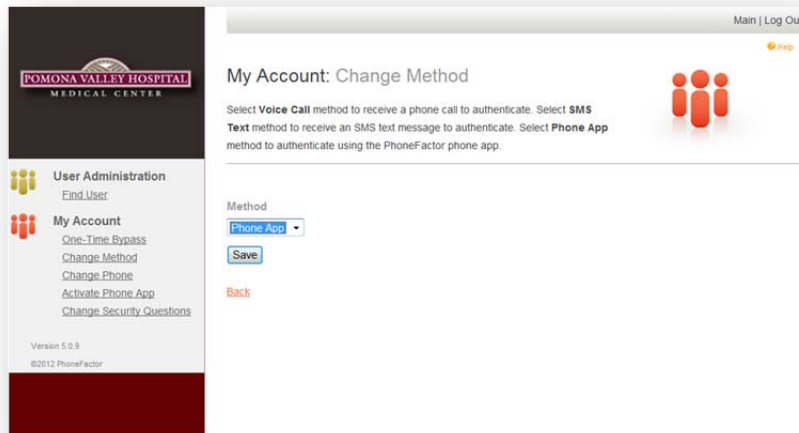 Main | Log Ou
Help
POMONA VALLEY HOSPITAL
MEDICAL CENTER
My Account: Change Method
Select Voice Call method to receive a phone call to authenticate. Select SMS
Text method to receive an SMS text message to authenticate. Select Phone App
method to authenticate using the PhoneFactor phone app.
User Administration
Find User
My Account
One-Time Bypass
Change Method
Change Phone
Activate Phone App
Change Security Questions
Version 5.0.9
©2012 PhoneFactor
Method
Phone App
Save
Back